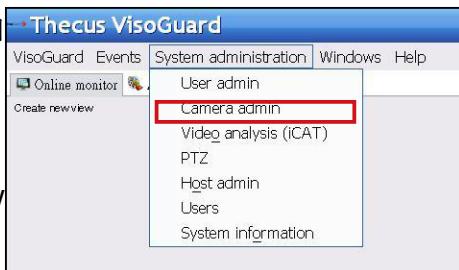 Thecus VisoGuard
VisoGuard Events System administration Windows Help
Online monitor
Create new view
User admin
Camera admin
Video analysis (iCAT)
PTZ
Host admin
Users
System information